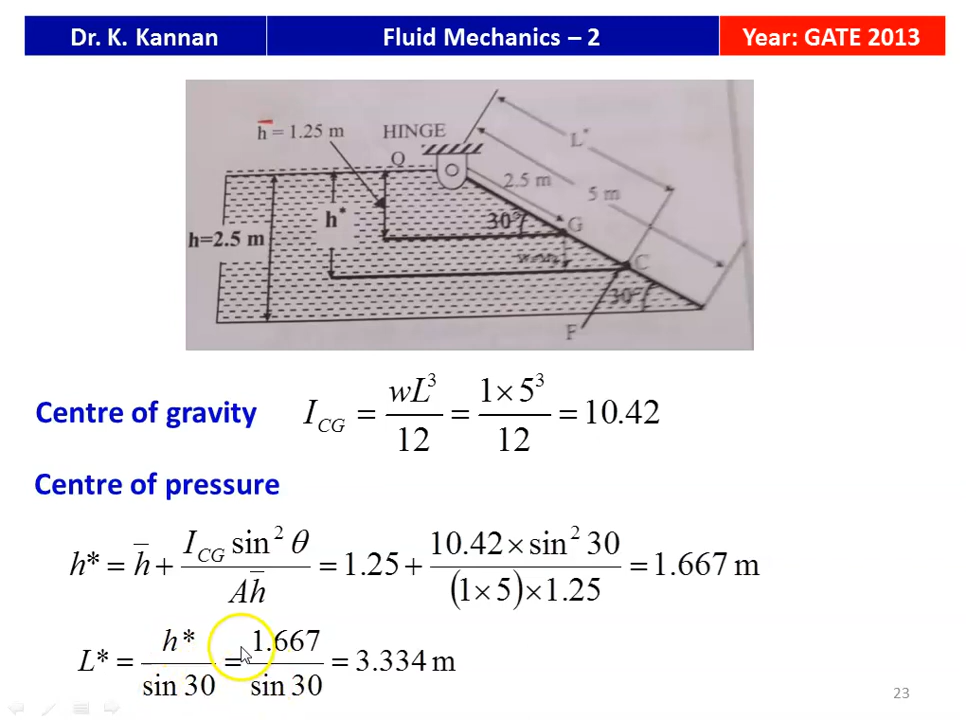 Dr. K. Kannan Fluid Mechanics – 2 Year: GATE 2013
h̅ = 1.25 m HINGE
O
L*
2.5 m
5 m
h*
30°
G
h=2.5 m
C
30°
F
Centre of gravity I_CG = wL³/12 = 1×5³/12 = 10.42
Centre of pressure
h* = h̅ + I_CG sin² θ/Ah̅ = 1.25 + 10.42 × sin² 30/(1×5)×1.25 = 1.667 m
L* = h*/sin 30 = 1.667/sin 30 = 3.334 m
23